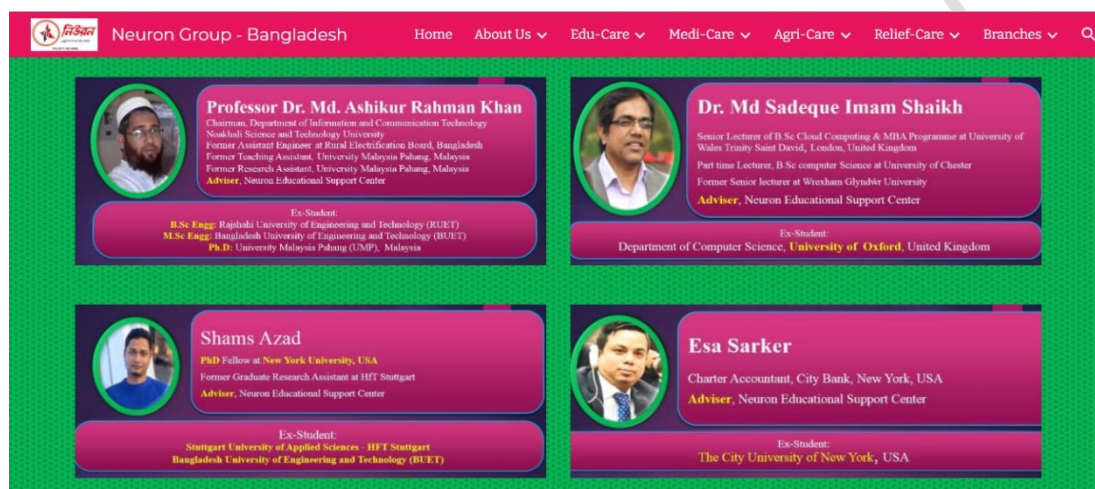 নিউরন
Neuron Group - Bangladesh
Home About Us Edu-Care Medi-Care Agri-Care Relief-Care Branches
Professor Dr. Md. Ashikur Rahman Khan
Chairman, Department of Information and Communication Technology
Noakhali Science and Technology University
Former Assistant Engineer at Rural Electrification Board, Bangladesh
Former Teaching Assistant, University Malaysia Pahang, Malaysia
Former Research Assistant, University Malaysia Pahang, Malaysia
Adviser, Neuron Educational Support Center
Ex-Student:
B.Sc Engg: Rajshahi University of Engineering and Technology (RUET)
M.Sc Engg: Bangladesh University of Engineering and Technology (BUET)
Ph.D: University Malaysia Pahang (UMP), Malaysia
Dr. Md Sadeque Imam Shaikh
Senior Lecturer of B.Sc Cloud Computing & MBA Programme at University of
Wales Trinity Saint David, London, United Kingdom
Part time Lecturer, B.Sc computer Science at University of Chester
Former Senior lecturer at Wrexham Glyndŵr University
Adviser, Neuron Educational Support Center
Ex-Student:
Department of Computer Science, University of Oxford, United Kingdom
Shams Azad
PhD Fellow at New York University, USA
Former Graduate Research Assistant at HfT Stuttgart
Adviser, Neuron Educational Support Center
Ex-Student:
Stuttgart University of Applied Sciences - HFT Stuttgart
Bangladesh University of Engineering and Technology (BUET)
Esa Sarker
Charter Accountant, City Bank, New York, USA
Adviser, Neuron Educational Support Center
Ex-Student:
The City University of New York, USA